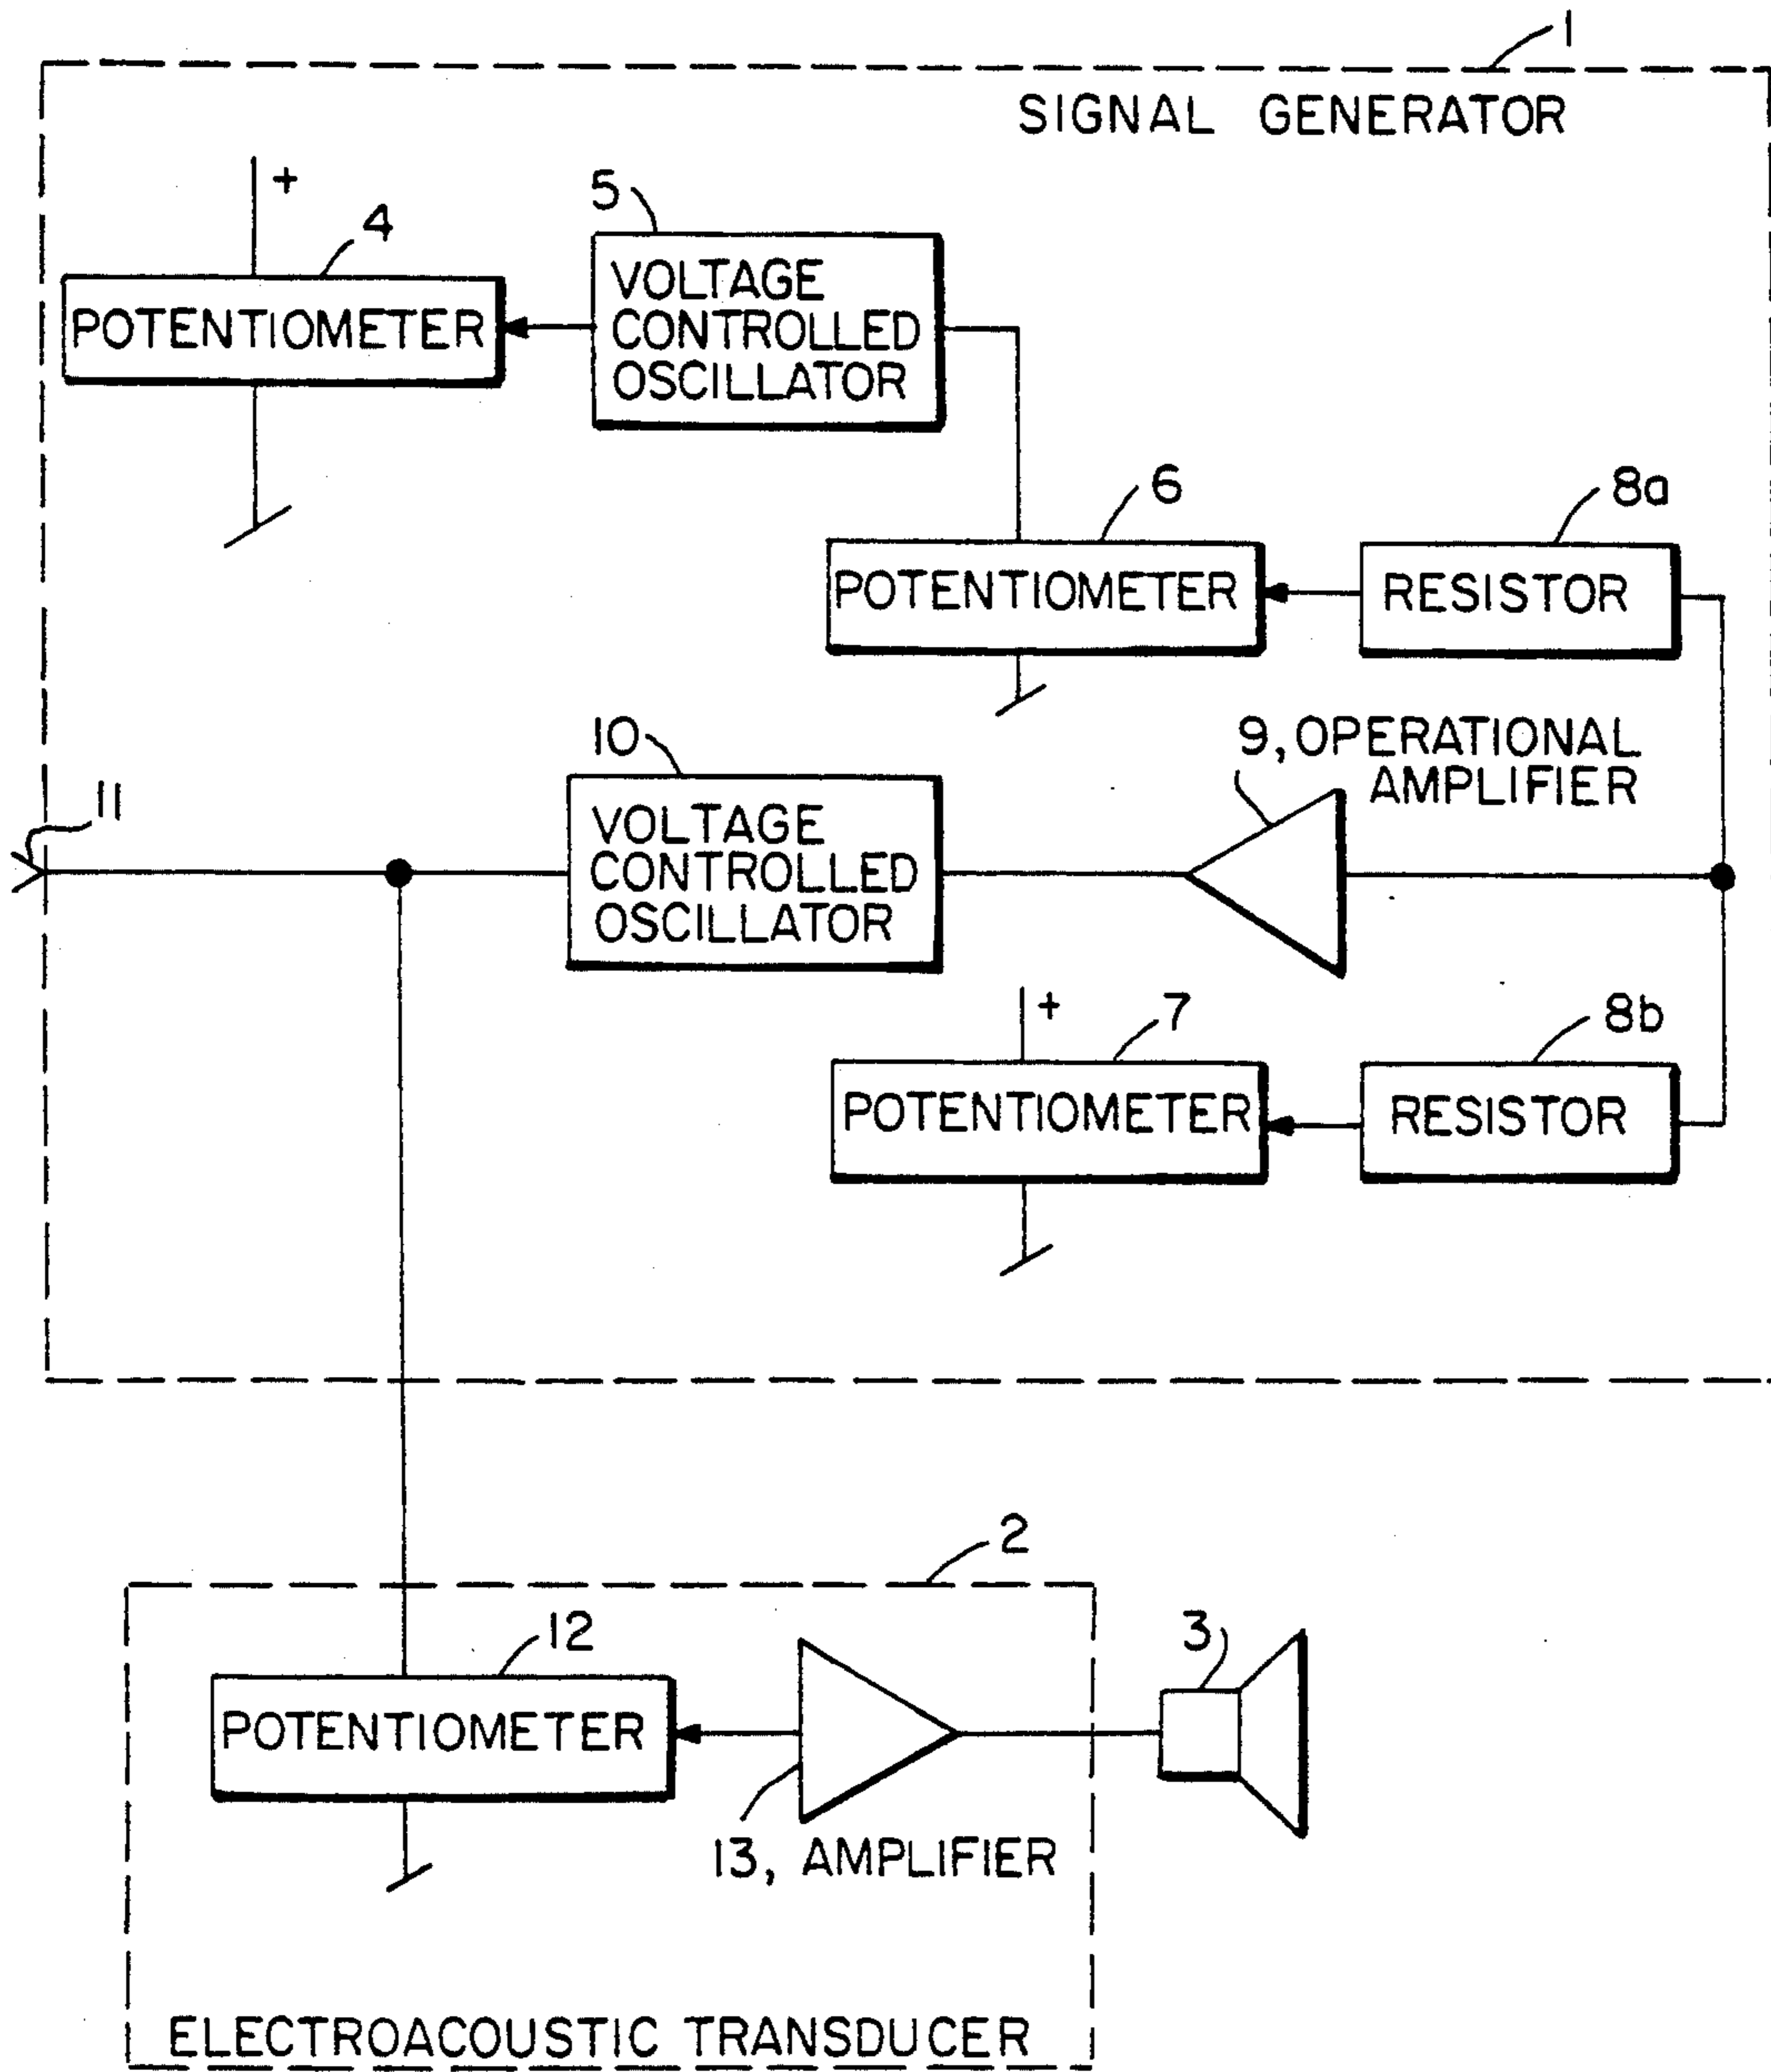 1
SIGNAL GENERATOR
+
4
5
POTENTIOMETER
VOLTAGE
CONTROLLED
OSCILLATOR
6
8a
POTENTIOMETER
RESISTOR
10
9, OPERATIONAL
AMPLIFIER
11
VOLTAGE
CONTROLLED
OSCILLATOR
+
7
8b
POTENTIOMETER
RESISTOR
2
12
3
POTENTIOMETER
13, AMPLIFIER
ELECTROACOUSTIC TRANSDUCER